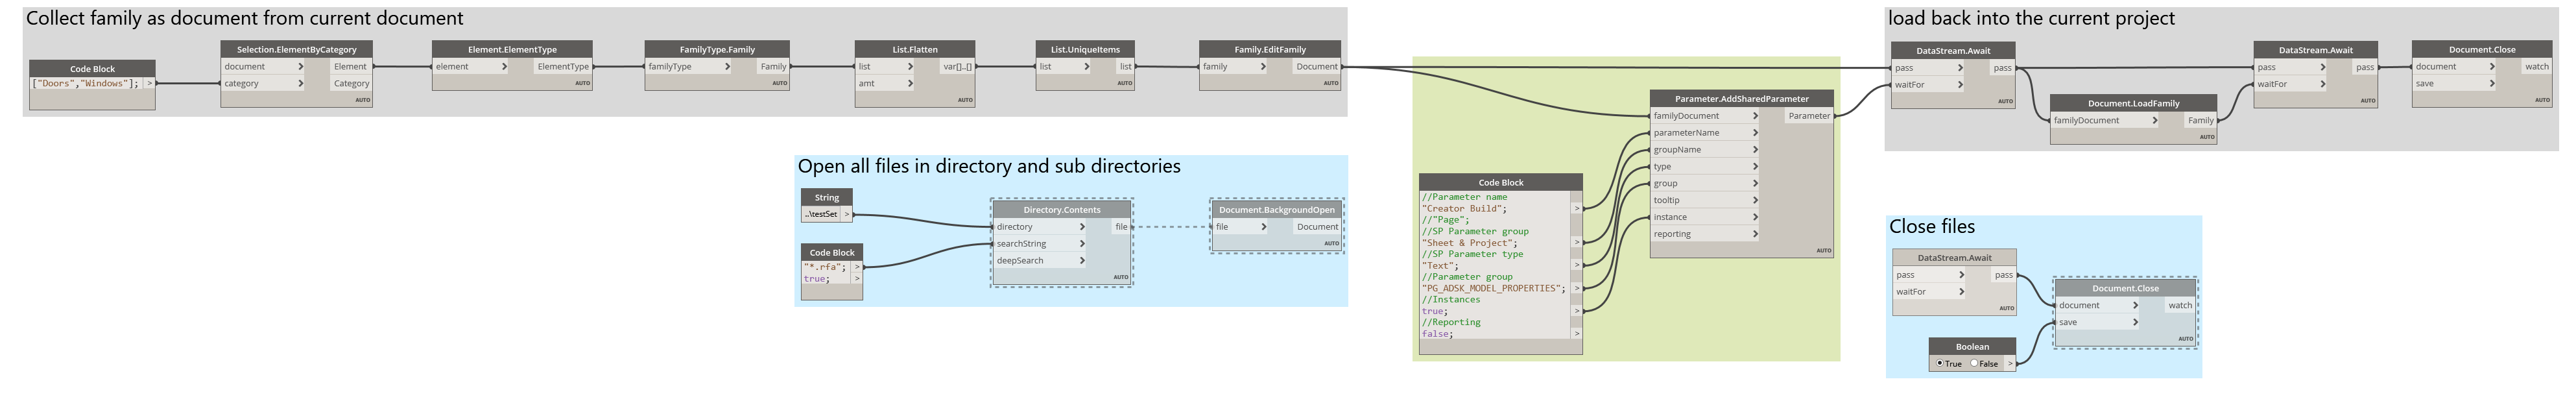 Collect family as document from current document
Code Block
["Doors","Windows"]; >
Selection.ElementByCategory
document > Element
category > Category
AUTO
Element.ElementType
element > ElementType
AUTO
FamilyType.Family
familyType > Family
AUTO
List.Flatten
list > var[]..[]
amt >
AUTO
List.UniqueItems
list > list
AUTO
Family.EditFamily
family > Document
AUTO
Open all files in directory and sub directories
String
..\testSet >
Code Block
"*.rfa"; >
true; >
Directory.Contents
directory > file
searchString >
deepSearch >
AUTO
Document.BackgroundOpen
file > Document
AUTO
Code Block
//Parameter name
"Creator Build"; >
//"Page";
//SP Parameter group
"Sheet & Project"; >
//SP Parameter type
"Text"; >
//Parameter group
"PG_ADSK_MODEL_PROPERTIES"; >
//Instances
true; >
//Reporting
false; >
Parameter.AddSharedParameter
familyDocument > Parameter
parameterName >
groupName >
type >
group >
tooltip >
instance >
reporting >
AUTO
load back into the current project
DataStream.Await
pass > pass
waitFor >
AUTO
Document.LoadFamily
familyDocument > Family
AUTO
DataStream.Await
pass > pass
waitFor >
AUTO
Document.Close
document > watch
save >
AUTO
Close files
DataStream.Await
pass > pass
waitFor >
AUTO
Boolean
True False >
Document.Close
document > watch
save >
AUTO